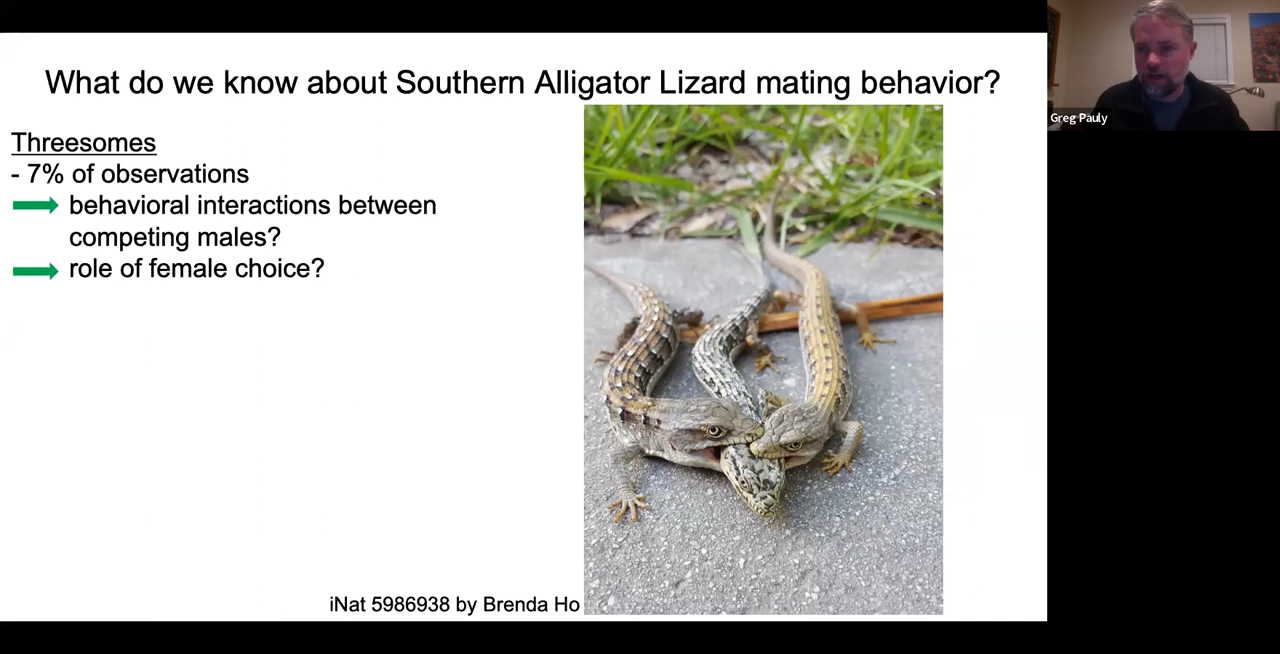 What do we know about Southern Alligator Lizard mating behavior?
Threesomes
- 7% of observations
behavioral interactions between
competing males?
role of female choice?
iNat 5986938 by Brenda Ho
Greg Pauly